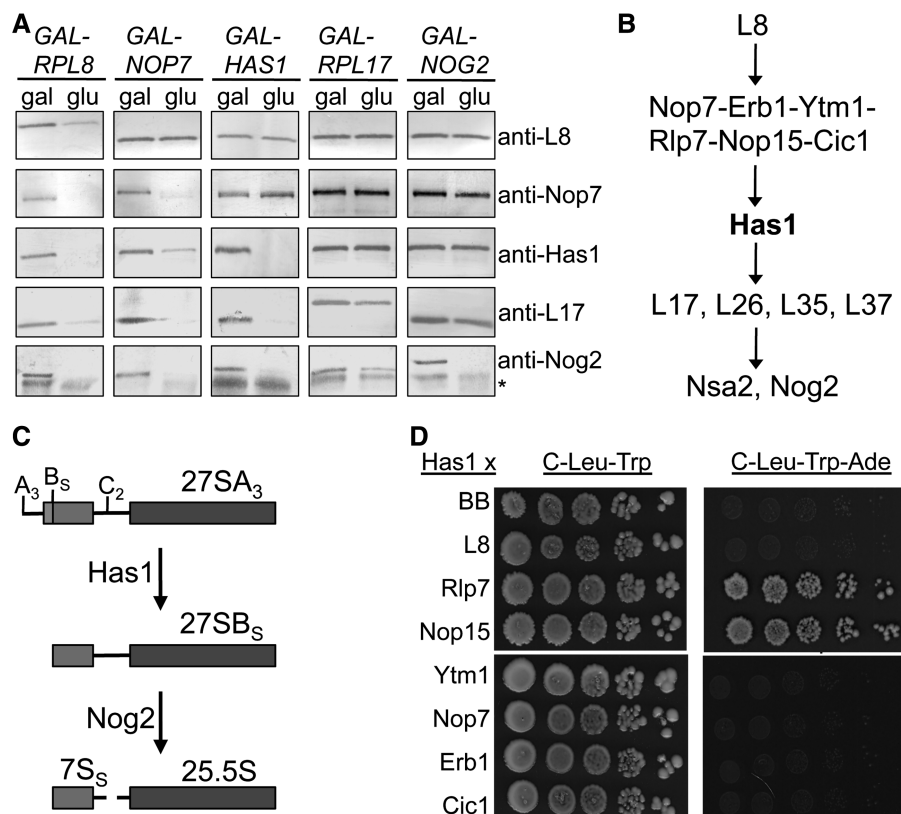 A
GAL-RPL8 GAL-NOP7 GAL-HAS1 GAL-RPL17 GAL-NOG2
gal glu gal glu gal glu gal glu gal glu
anti-L8
anti-Nop7
anti-Has1
anti-L17
anti-Nog2
*
B
L8
Nop7-Erb1-Ytm1-
Rlp7-Nop15-Cic1
Has1
L17, L26, L35, L37
Nsa2, Nog2
C
A3 BS C2 27SA3
Has1
27SBS
Nog2
7SS 25.5S
D
Has1 x C-Leu-Trp C-Leu-Trp-Ade
BB
L8
Rlp7
Nop15
Ytm1
Nop7
Erb1
Cic1